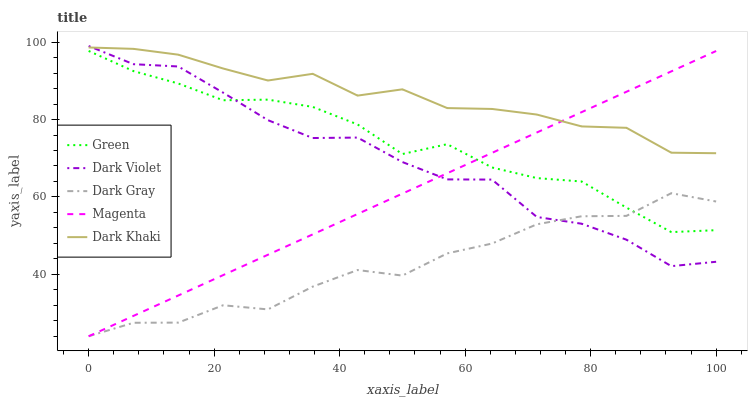 title
100
80
60
40
0
20
40
60
80
100
yaxis_label
xaxis_label
Green
Dark Violet
Dark Gray
Magenta
Dark Khaki